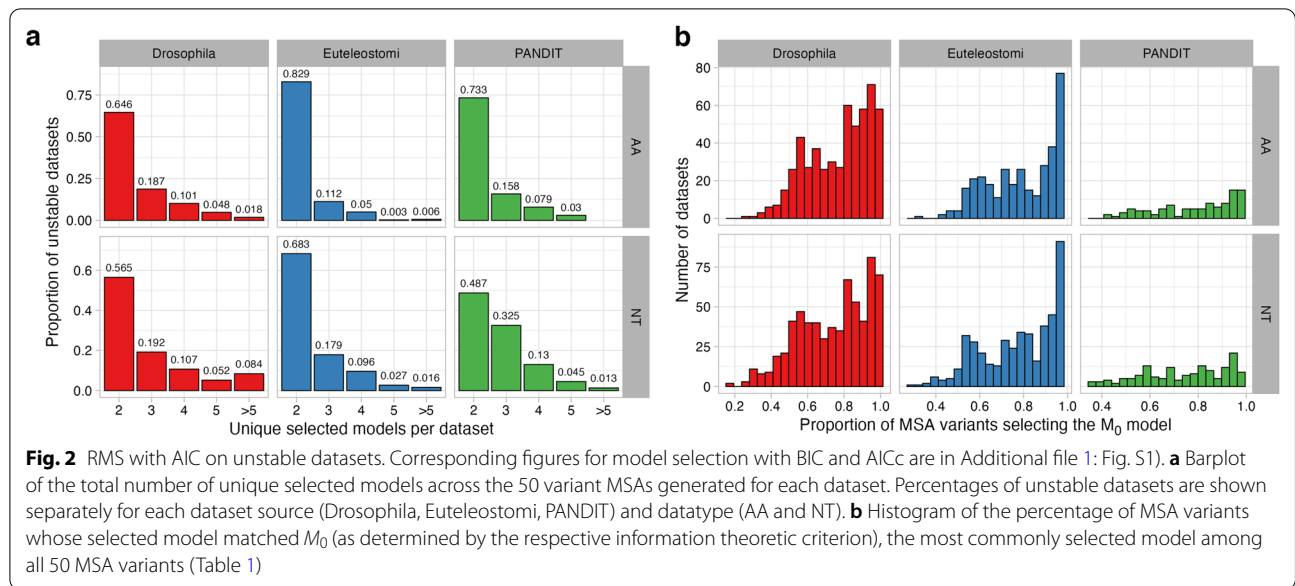 a
Drosophila Euteleostomi PANDIT
Proportion of unstable datasets
0.75
0.50
0.25
0.00
0.646 0.187 0.101 0.048 0.018
0.829 0.112 0.05 0.003 0.006
0.733 0.158 0.079 0.03
AA
0.6
0.4
0.2
0.0
0.565 0.192 0.107 0.052 0.084
0.683 0.179 0.096 0.027 0.016
0.487 0.325 0.13 0.045 0.013
NT
2 3 4 5 >5 2 3 4 5 >5 2 3 4 5 >5
Unique selected models per dataset
b
Drosophila Euteleostomi PANDIT
Number of datasets
80
60
40
20
0
AA
75
50
25
0
NT
0.2 0.4 0.6 0.8 1.0 0.4 0.6 0.8 1.0 0.4 0.6 0.8 1.0
Proportion of MSA variants selecting the M0 model
Fig. 2 RMS with AIC on unstable datasets. Corresponding figures for model selection with BIC and AICc are in Additional file 1: Fig. S1). a Barplot
of the total number of unique selected models across the 50 variant MSAs generated for each dataset. Percentages of unstable datasets are shown
separately for each dataset source (Drosophila, Euteleostomi, PANDIT) and datatype (AA and NT). b Histogram of the percentage of MSA variants
whose selected model matched M0 (as determined by the respective information theoretic criterion), the most commonly selected model among
all 50 MSA variants (Table 1)